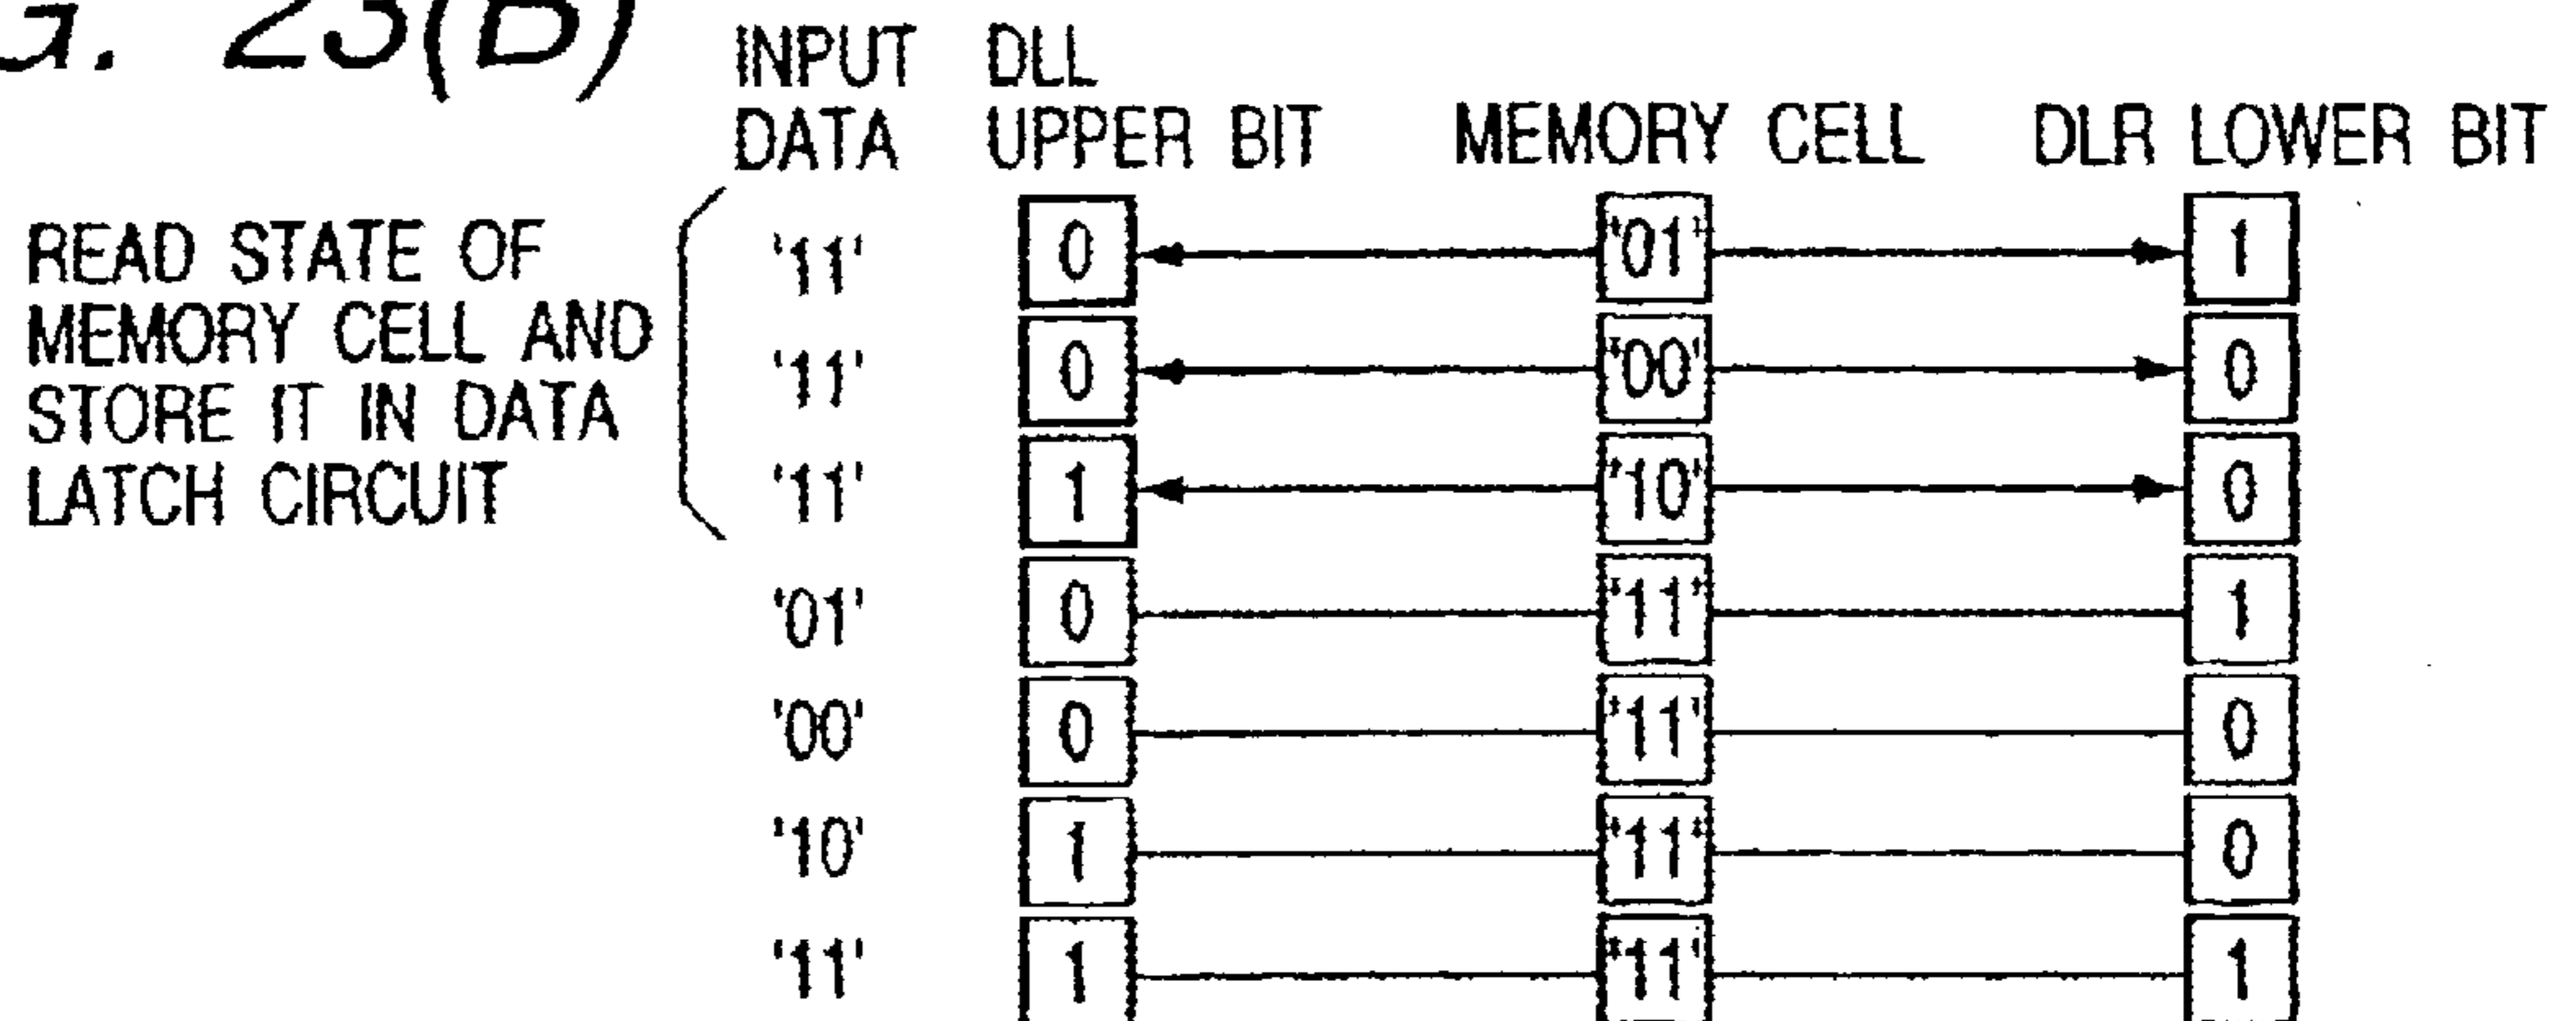 G. 23(B)
INPUT DLL
DATA UPPER BIT MEMORY CELL DLR LOWER BIT
READ STATE OF
MEMORY CELL AND
STORE IT IN DATA
LATCH CIRCUIT
'11' 0 '01' 1
'11' 0 '00' 0
'11' 1 '10' 0
'01' 0 '11' 1
'00' 0 '11' 0
'10' 1 '11' 0
'11' 1 '11' 1